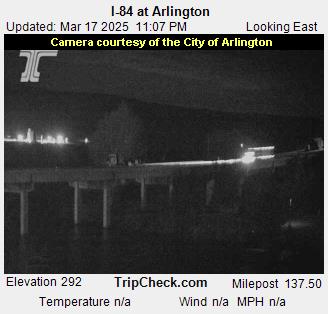 I-84 at Arlington
Updated: Mar 17 2025 11:07 PM Looking East
Camera courtesy of the City of Arlington
Elevation 292 TripCheck.com Milepost 137.50
Temperature n/a Wind n/a MPH n/a